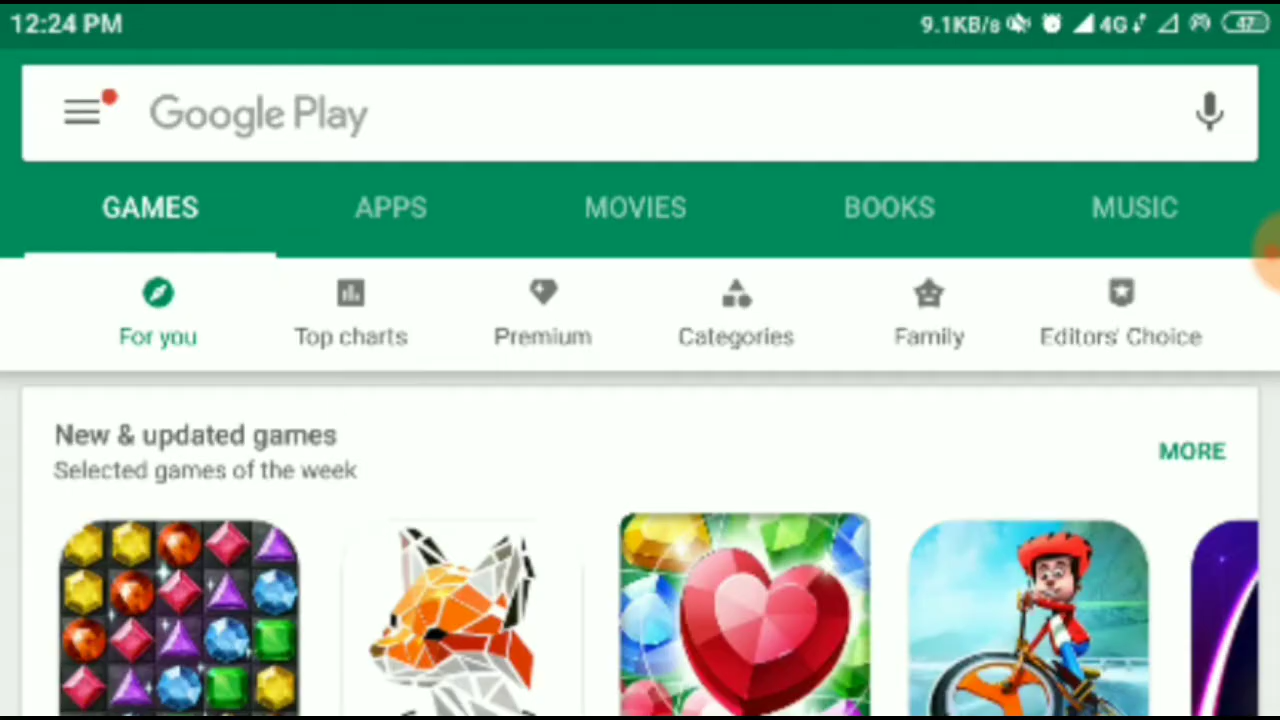 12:24 PM
9.1KB/s 4G 47
Google Play
GAMES APPS MOVIES BOOKS MUSIC
For you Top charts Premium Categories Family Editors' Choice
New & updated games
MORE
Selected games of the week